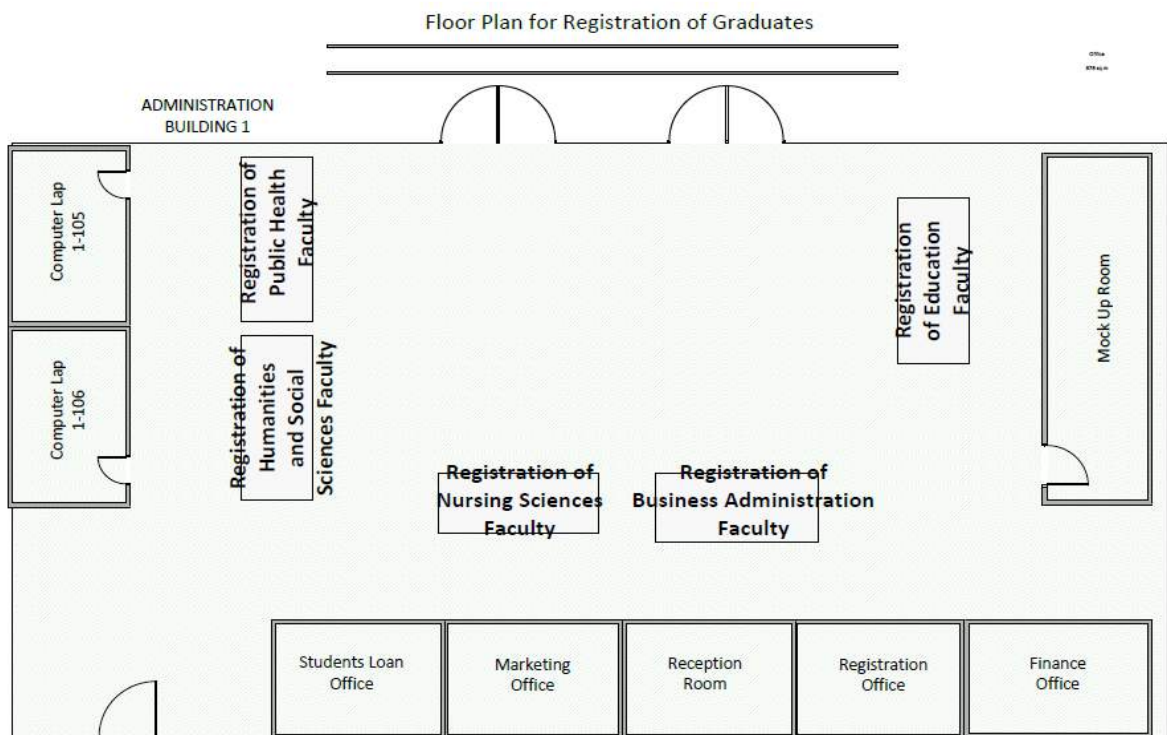 Floor Plan for Registration of Graduates
Office
678 sq.m
ADMINISTRATION
BUILDING 1
Computer Lap
1-105
Computer Lap
1-106
Registration of
Public Health
Faculty
Registration of
Humanities
and Social
Sciences Faculty
Registration of
Nursing Sciences
Faculty
Registration of
Business Administration
Faculty
Registration
of Education
Faculty
Mock Up Room
Students Loan
Office
Marketing
Office
Reception
Room
Registration
Office
Finance
Office